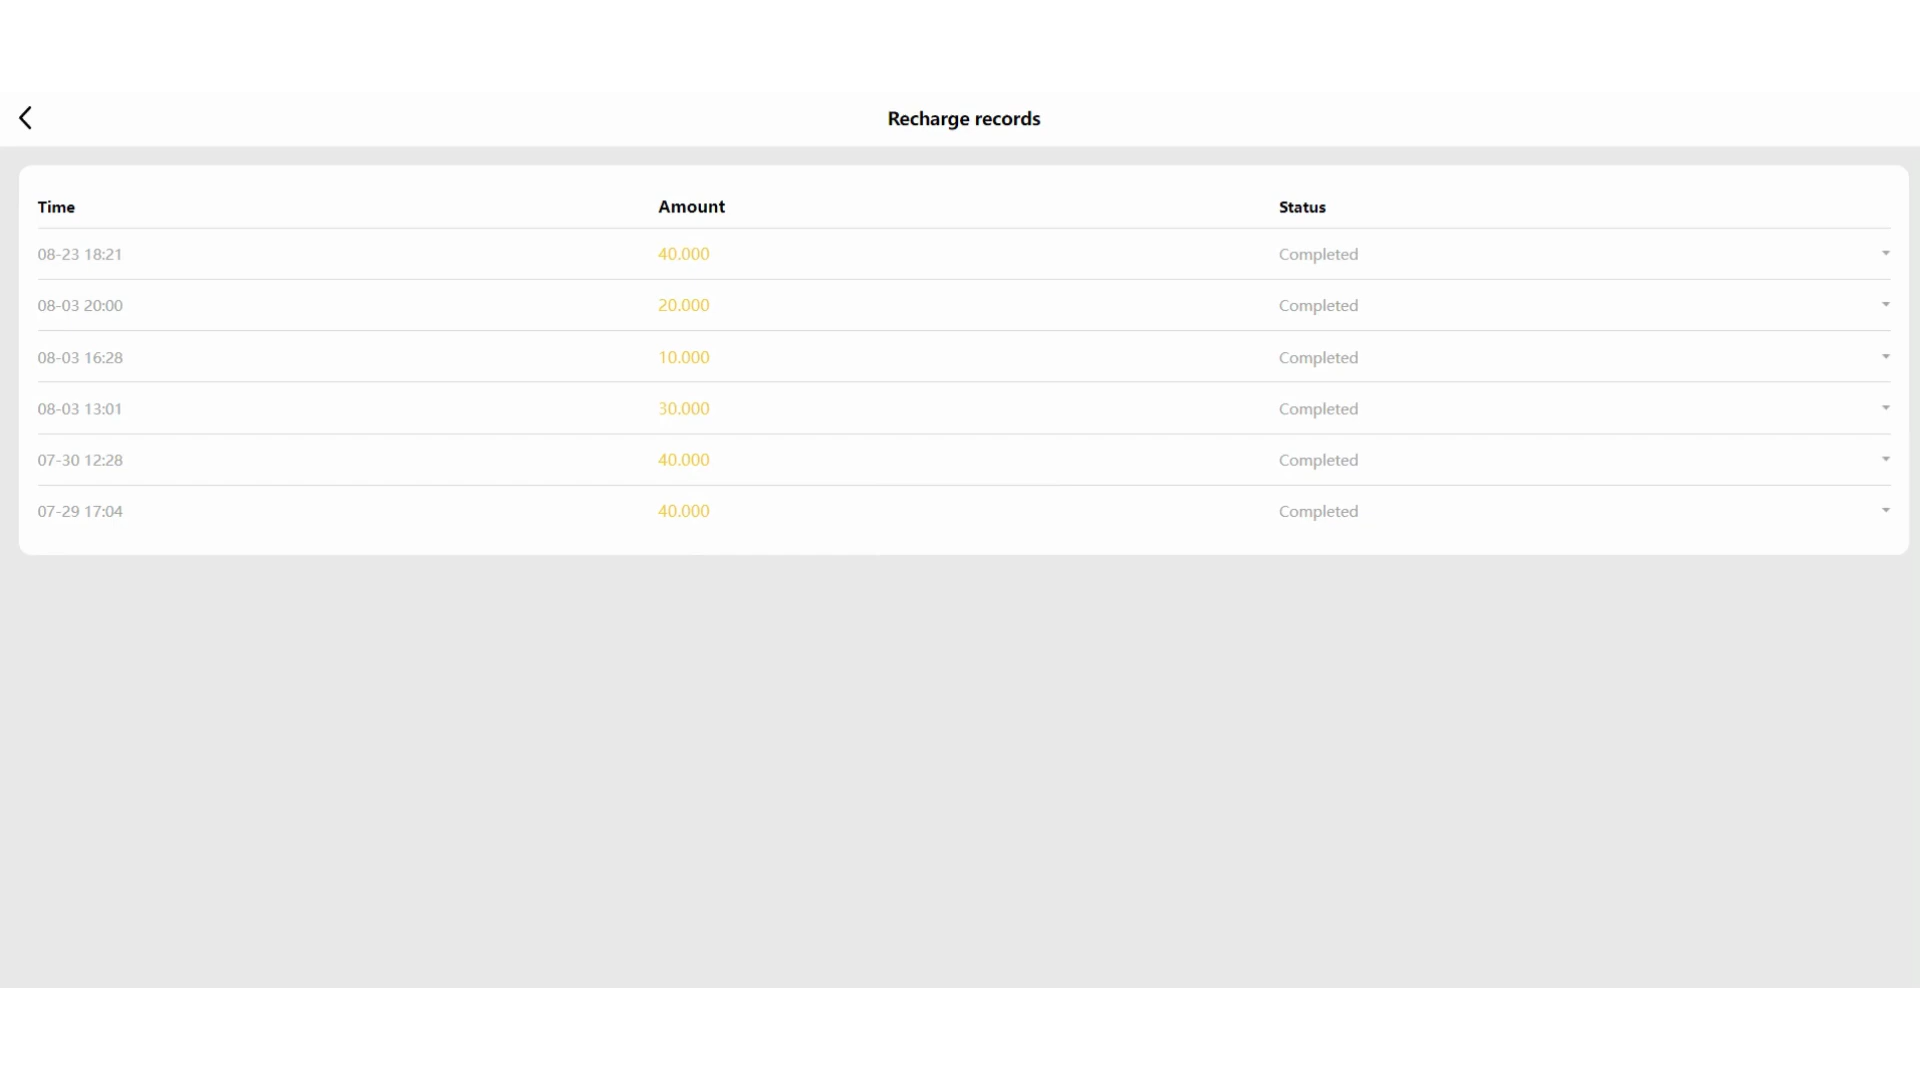 Recharge records
Time Amount Status
08-23 18:21 40.000 Completed
08-03 20:00 20.000 Completed
08-03 16:28 10.000 Completed
08-03 13:01 30.000 Completed
07-30 12:28 40.000 Completed
07-29 17:04 40.000 Completed